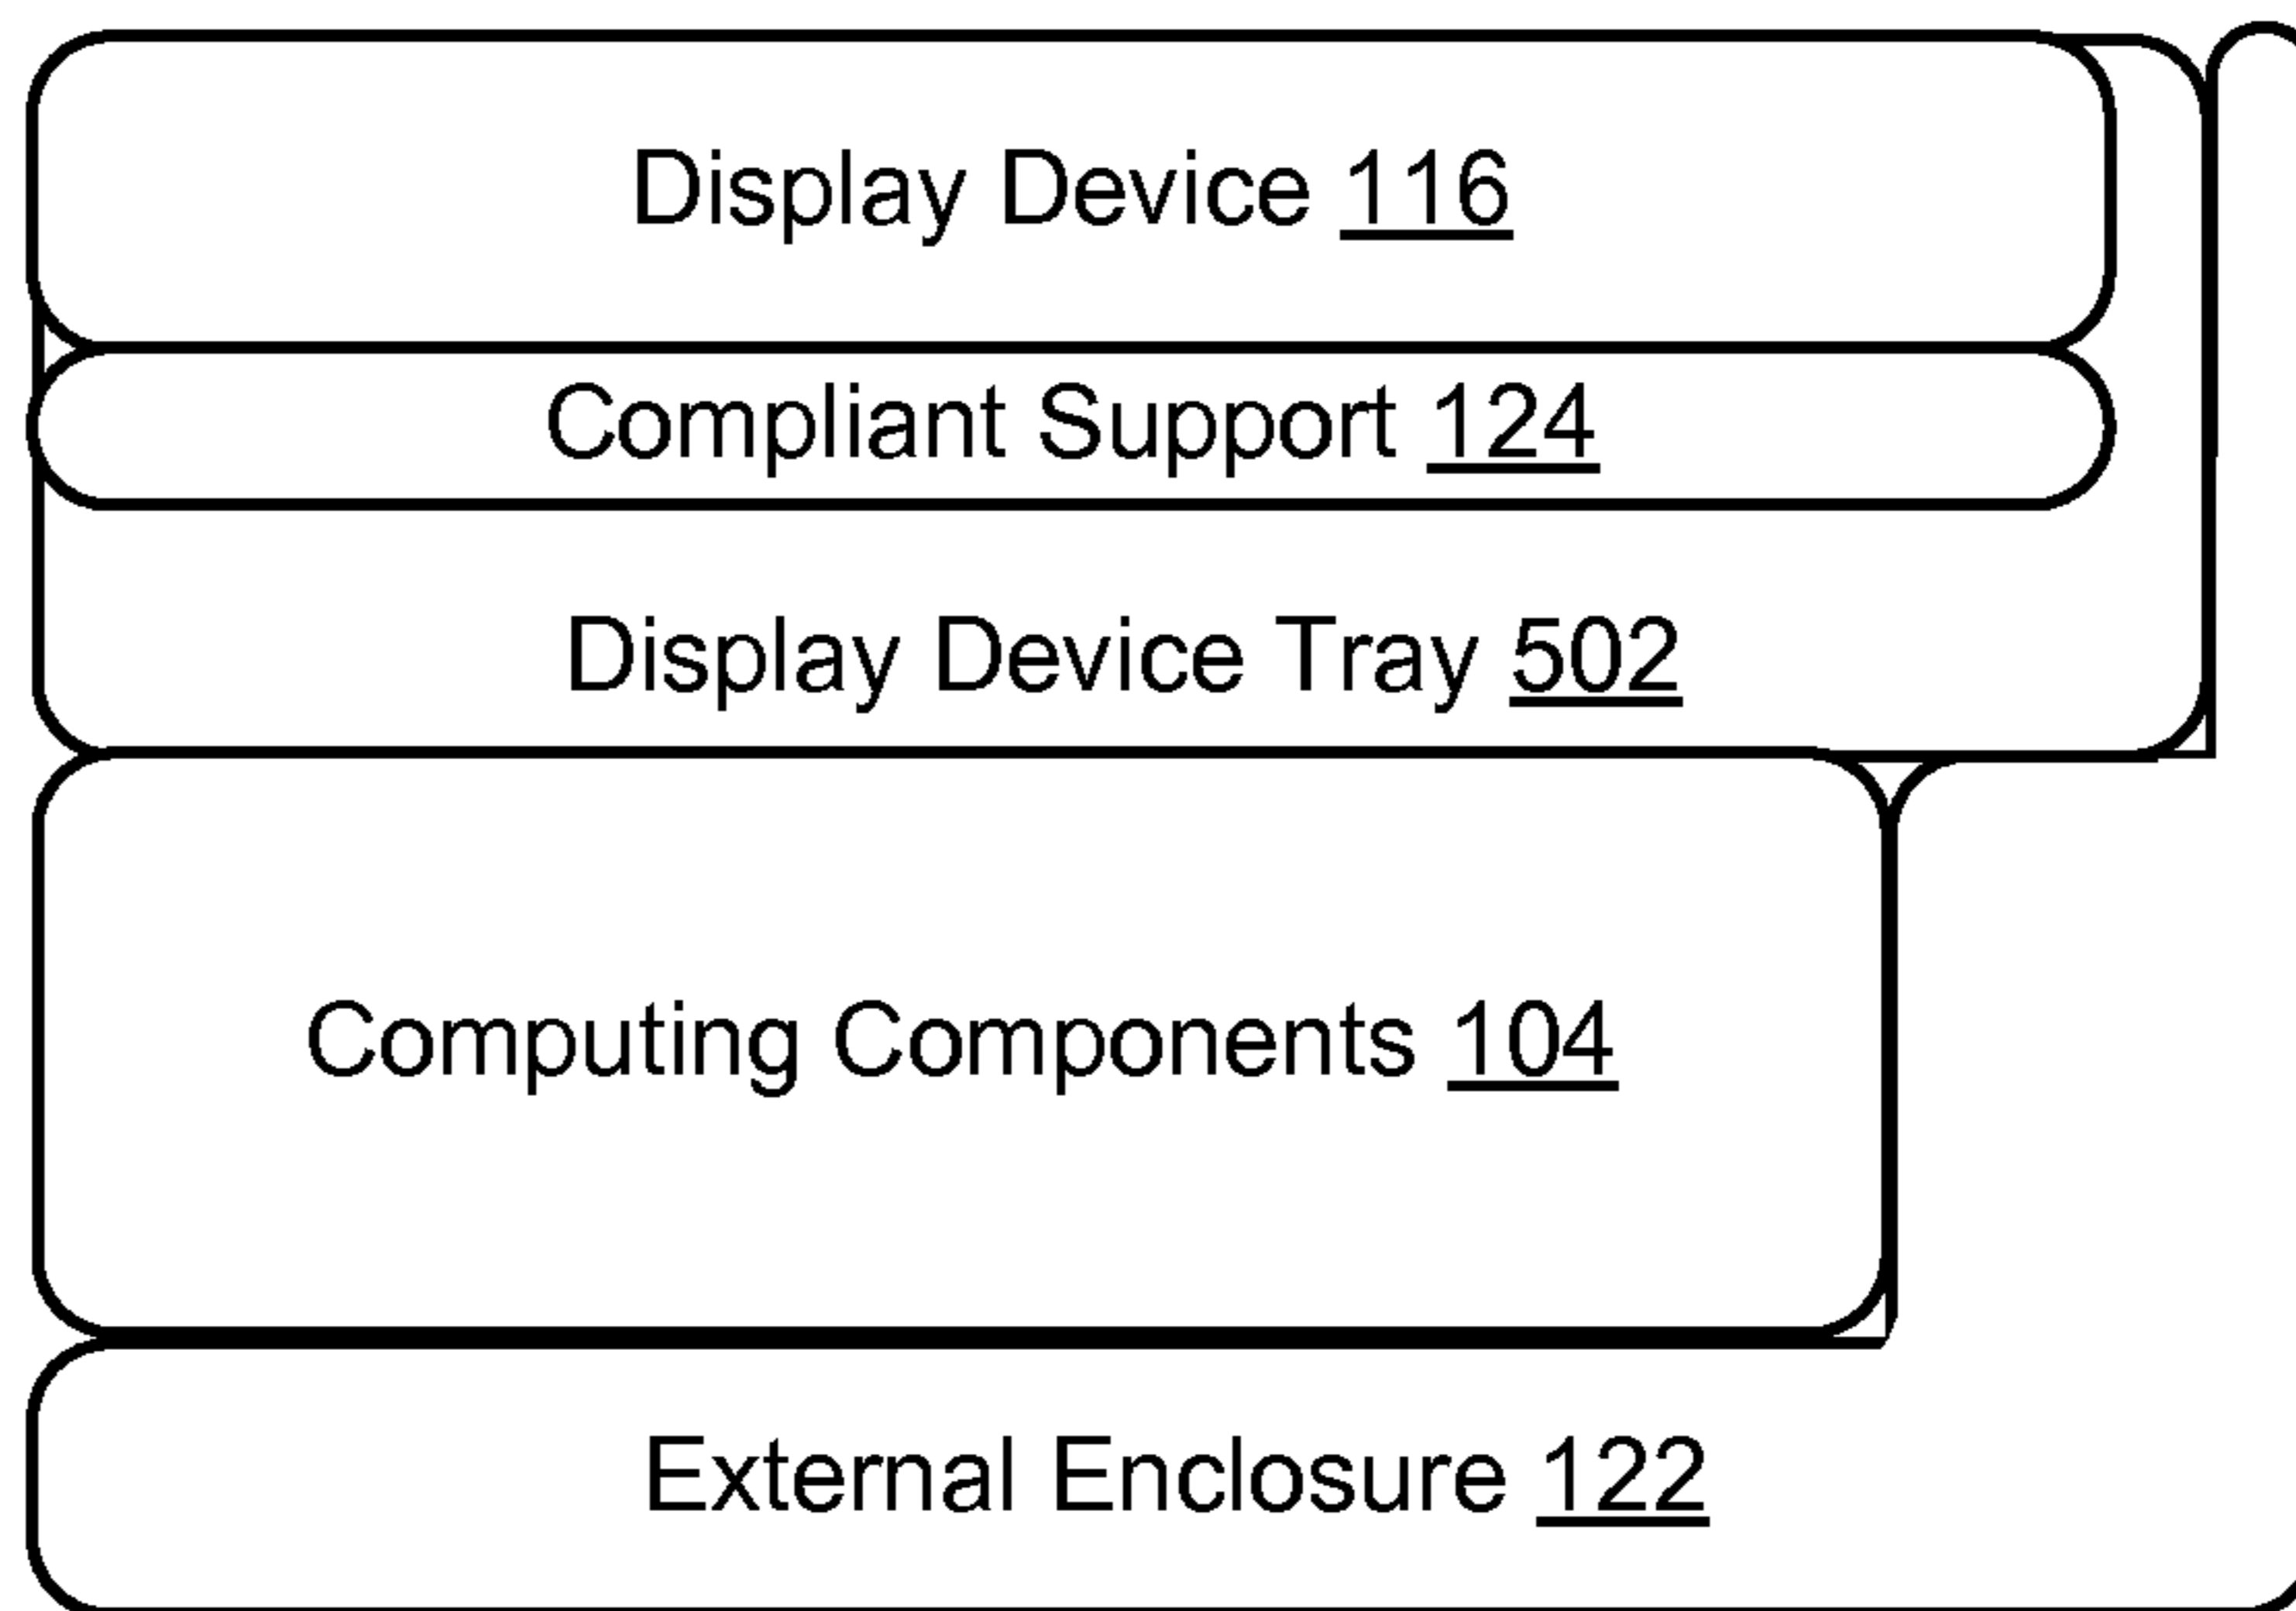 Display Device 116
Compliant Support 124
Display Device Tray 502
Computing Components 104
External Enclosure 122